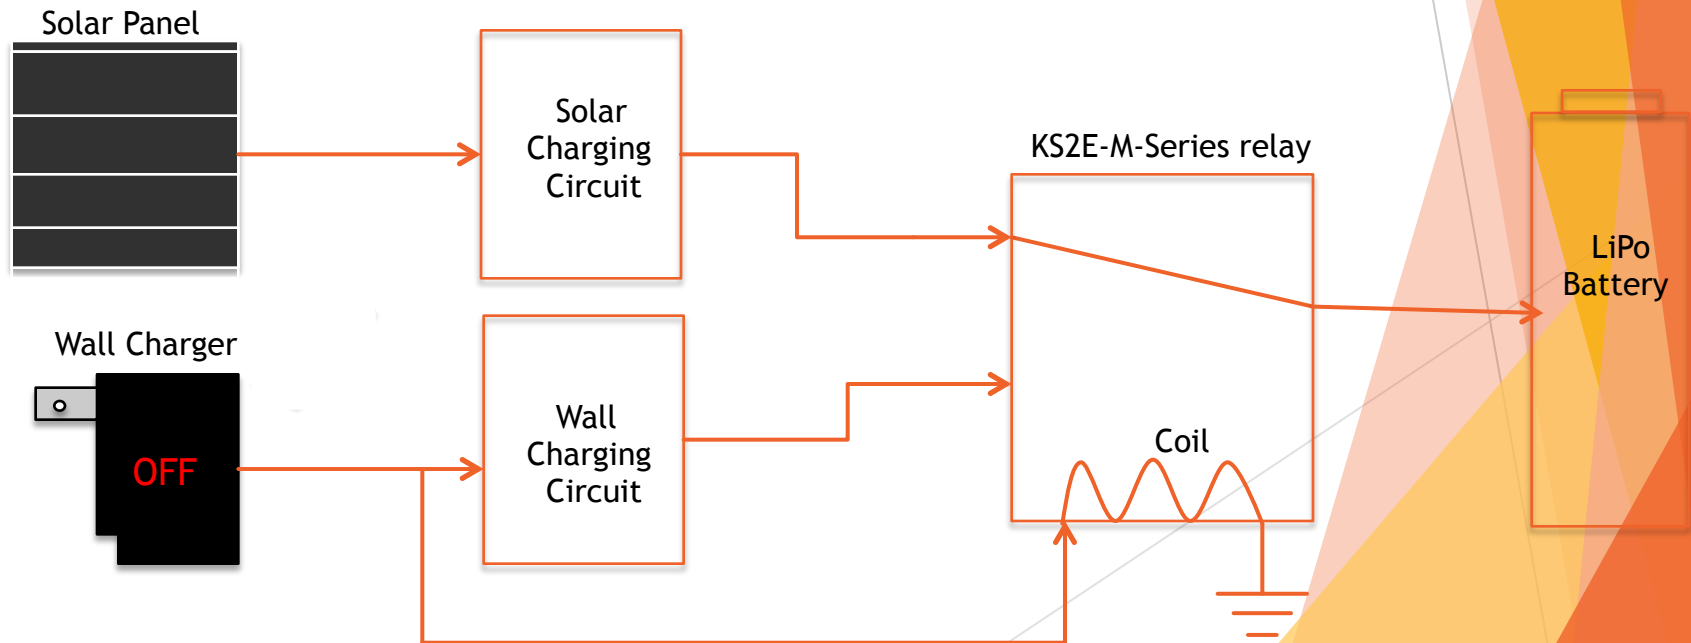 Solar Panel
Solar
Charging
Circuit
KS2E-M-Series relay
LiPo
Battery
Wall Charger
OFF
Wall
Charging
Circuit
Coil